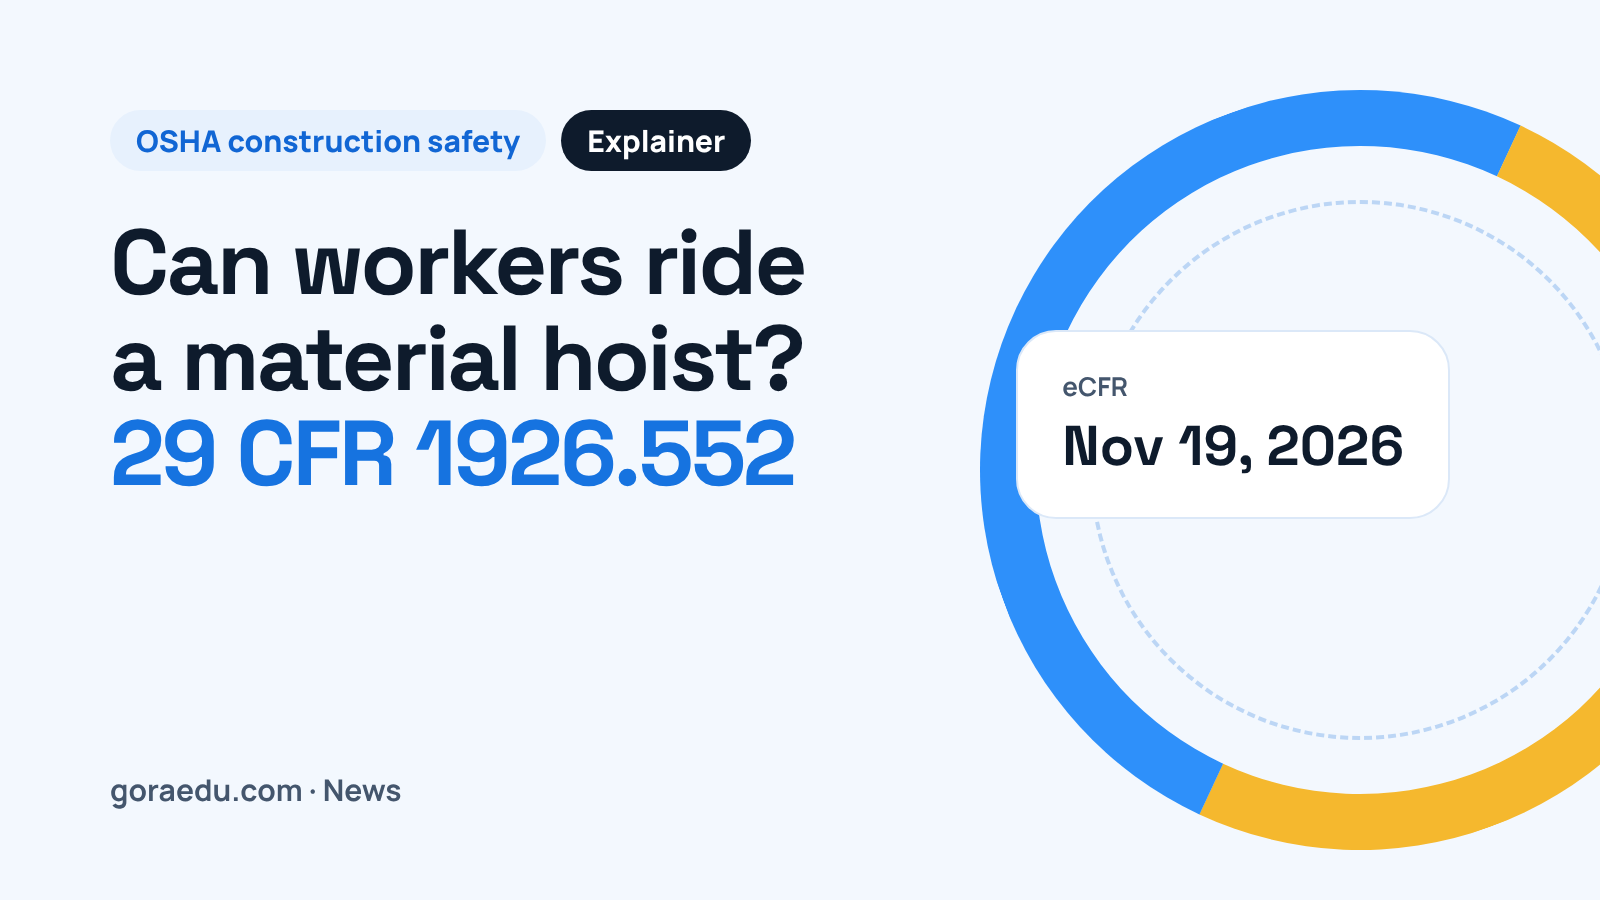 OSHA construction safety
Explainer
Can workers ride
a material hoist?
29 CFR 1926.552
eCFR
Nov 19, 2026
goraedu.com · News